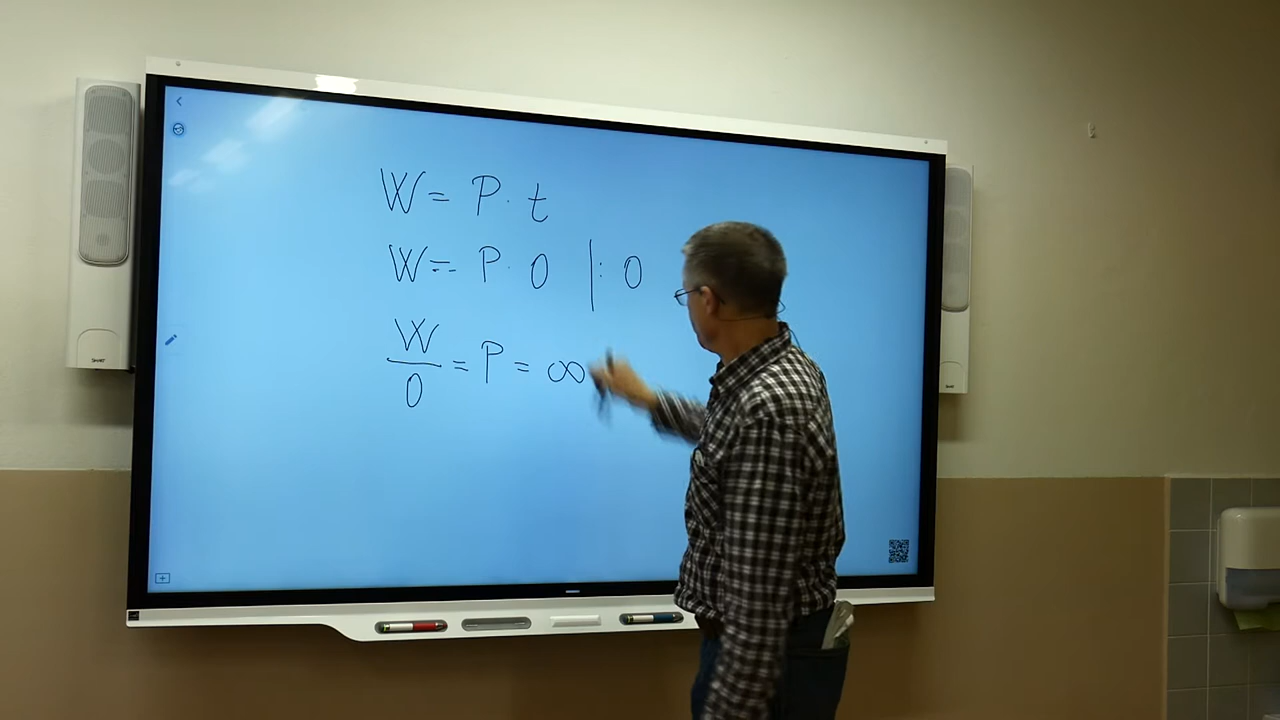 W = P · t
W = P · 0 | : 0
W/0 = P = ∞